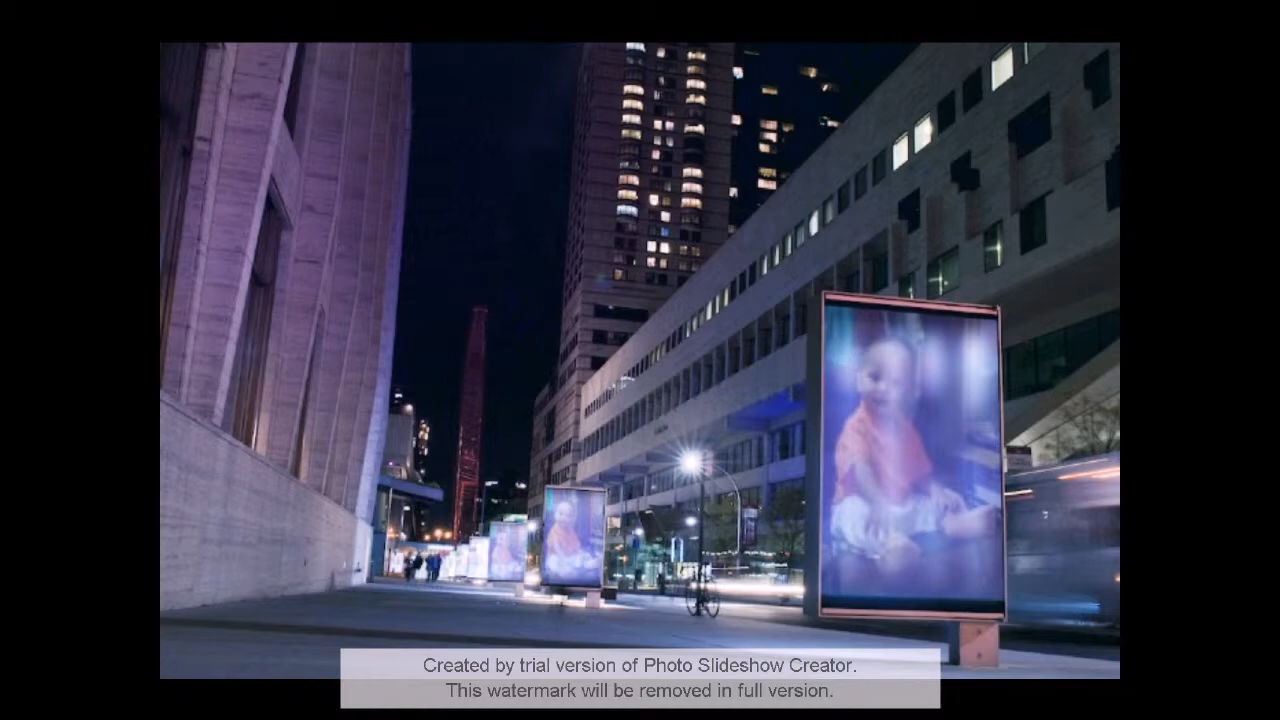 Created by trial version of Photo Slideshow Creator.
This watermark will be removed in full version.